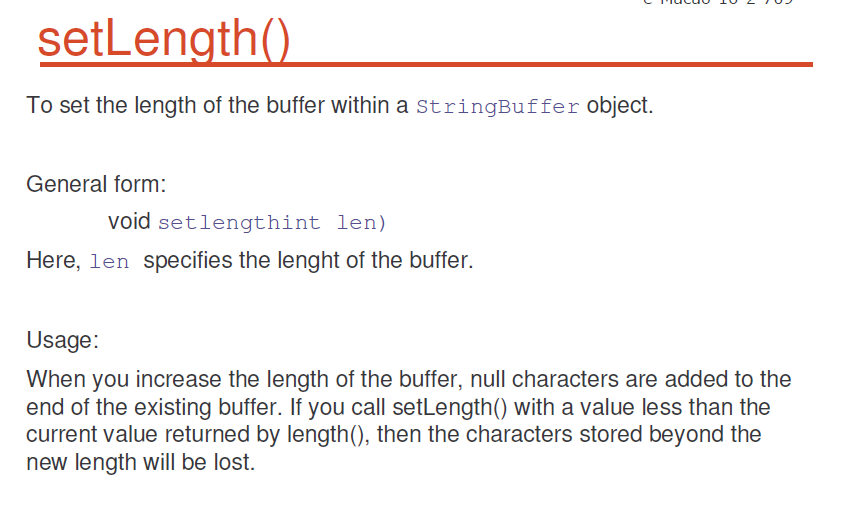 setLength()
To set the length of the buffer within a StringBuffer object.
General form:
void setlengthint len)
Here, len specifies the lenght of the buffer.
Usage:
When you increase the length of the buffer, null characters are added to the
end of the existing buffer. If you call setLength() with a value less than the
current value returned by length(), then the characters stored beyond the
new length will be lost.